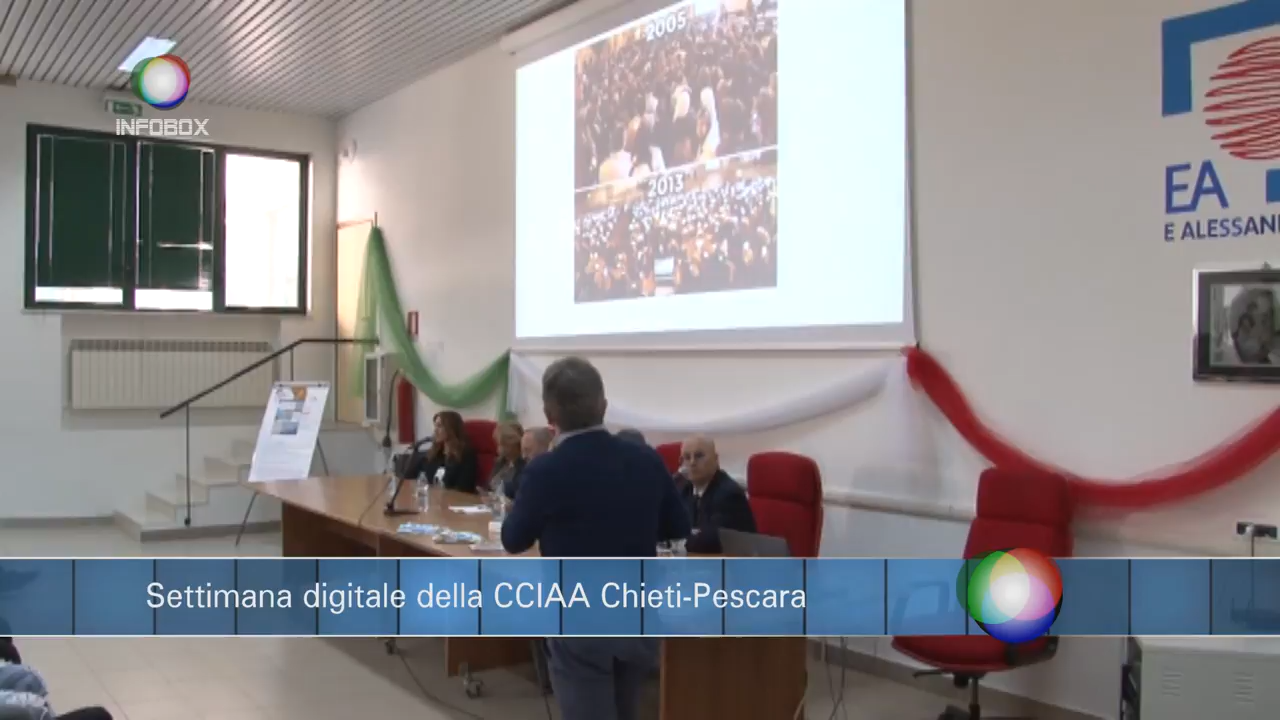 2005
INFOBOX
2013
EA
E ALESSAN
Settimana digitale della CCIAA Chieti-Pescara